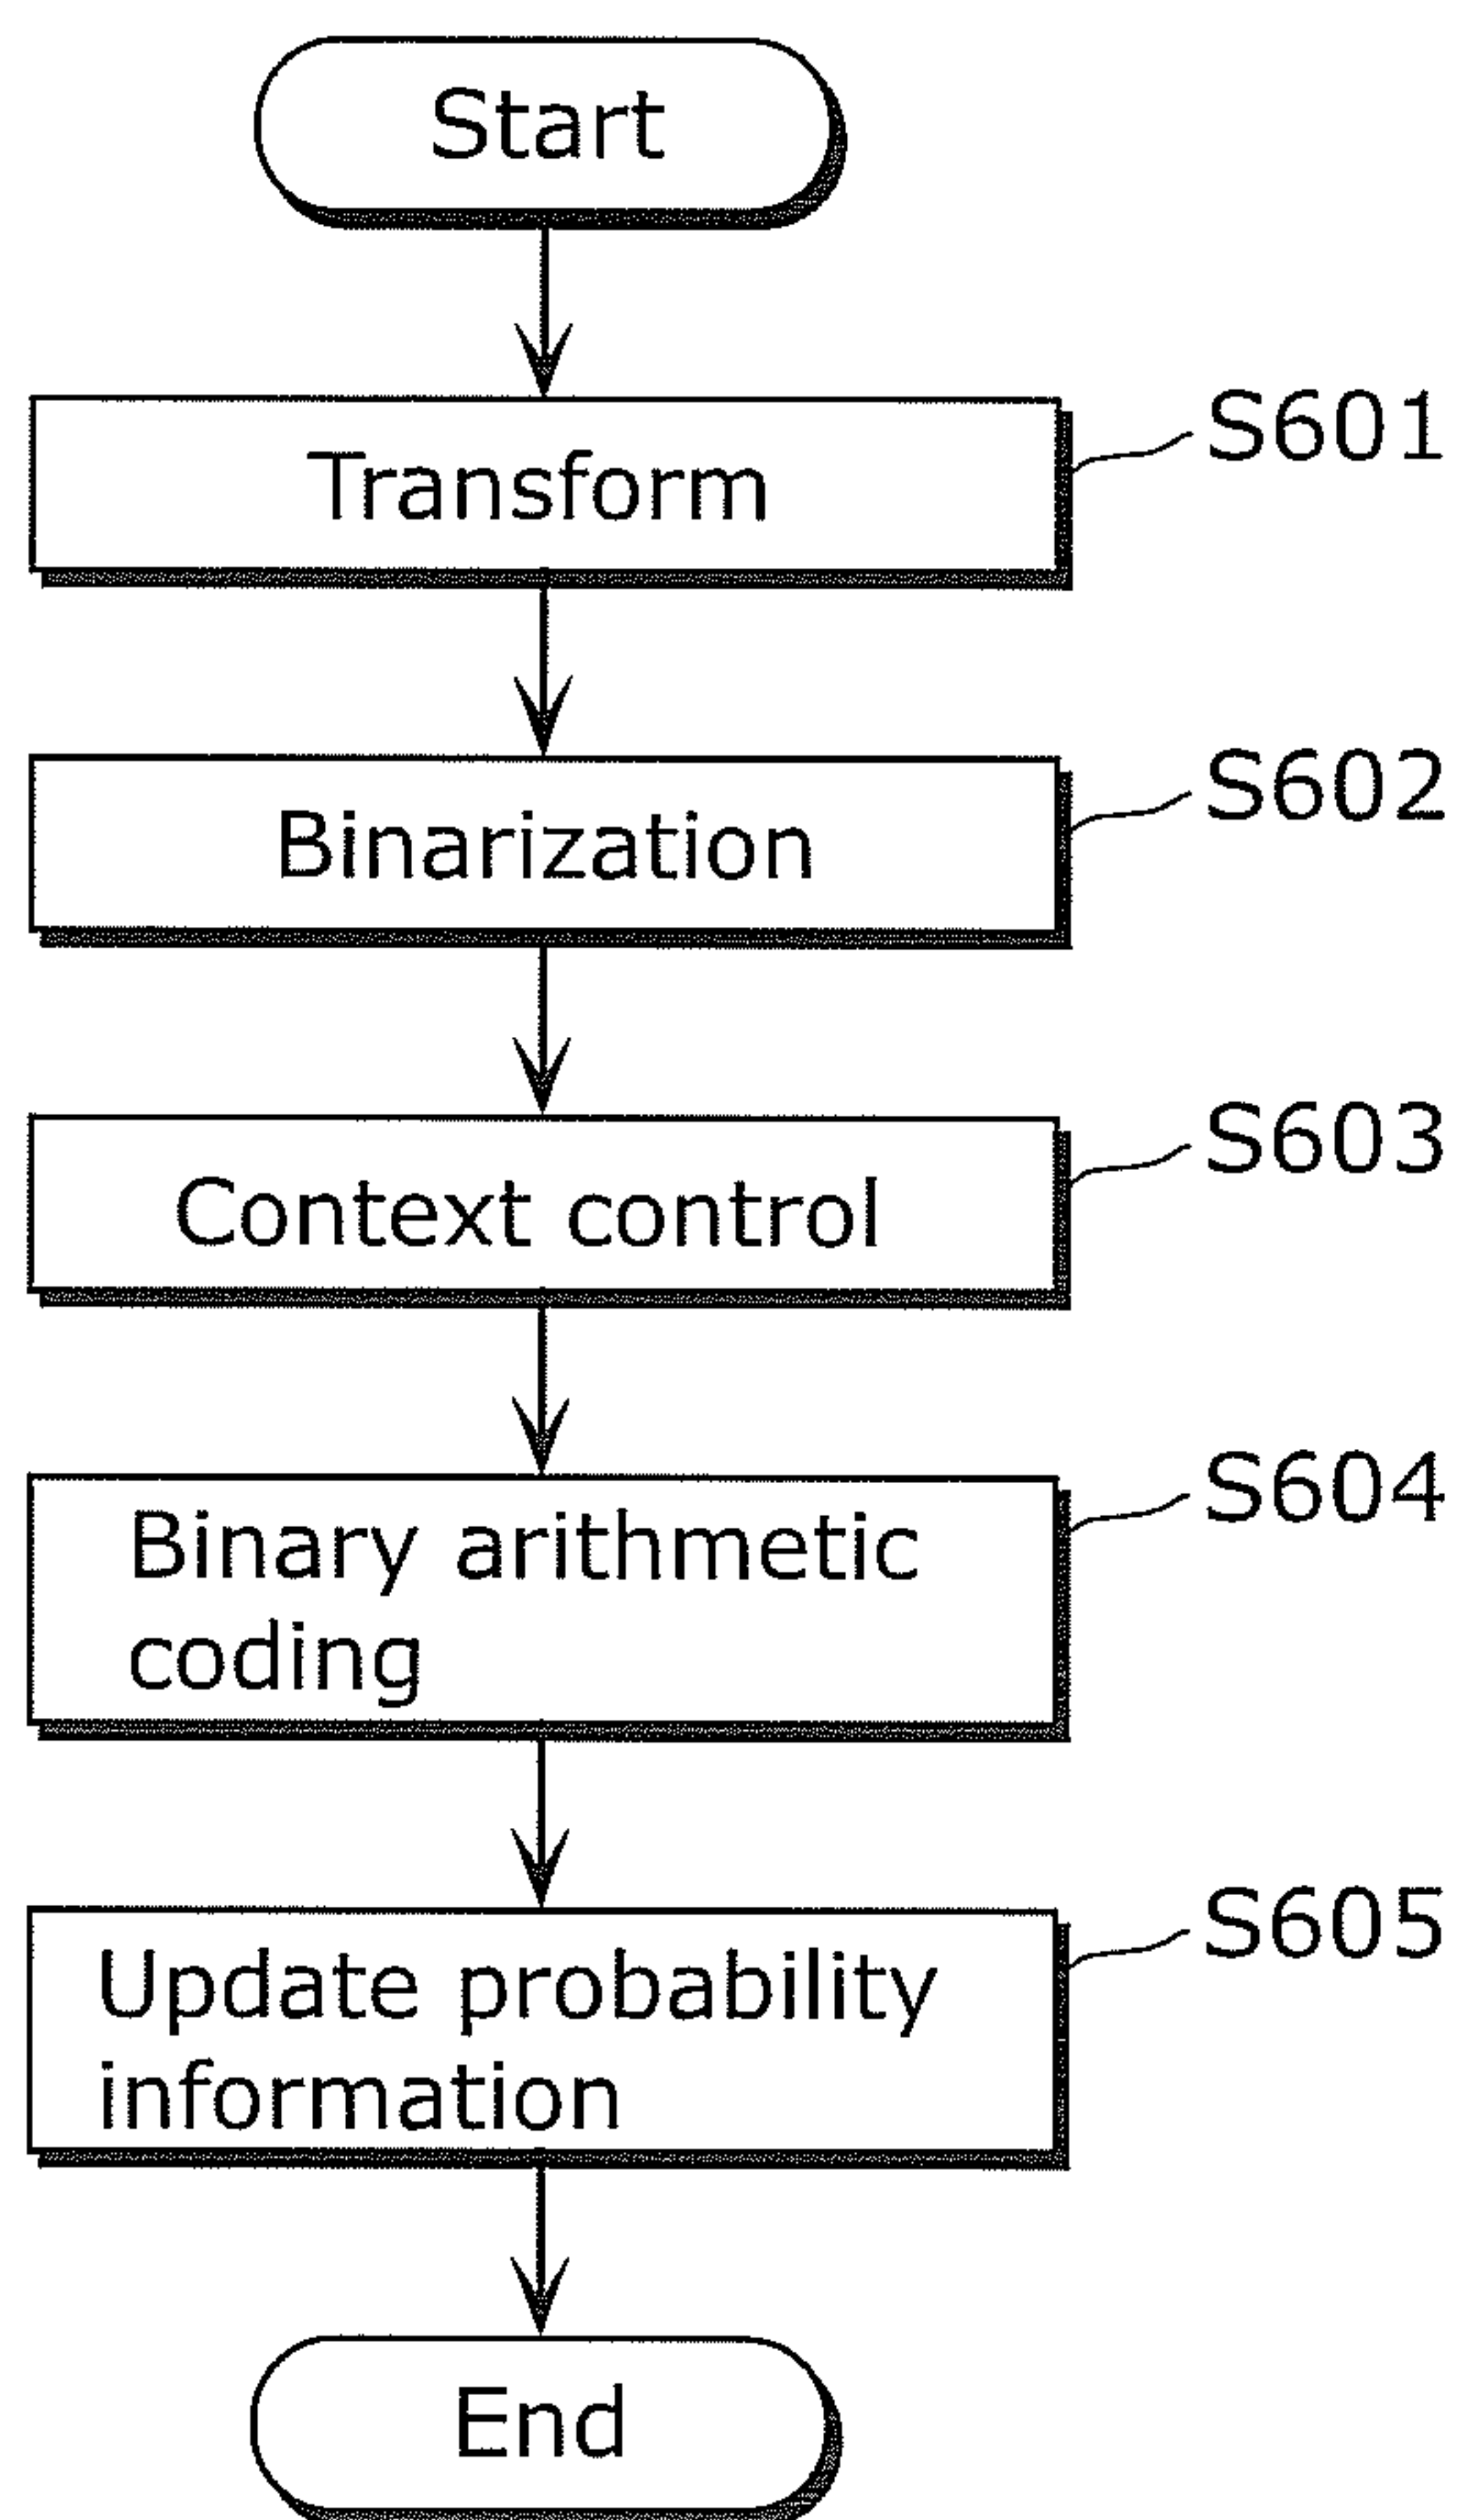 Start
Transform
S601
Binarization
S602
Context control
S603
Binary arithmetic
coding
S604
Update probability
information
S605
End